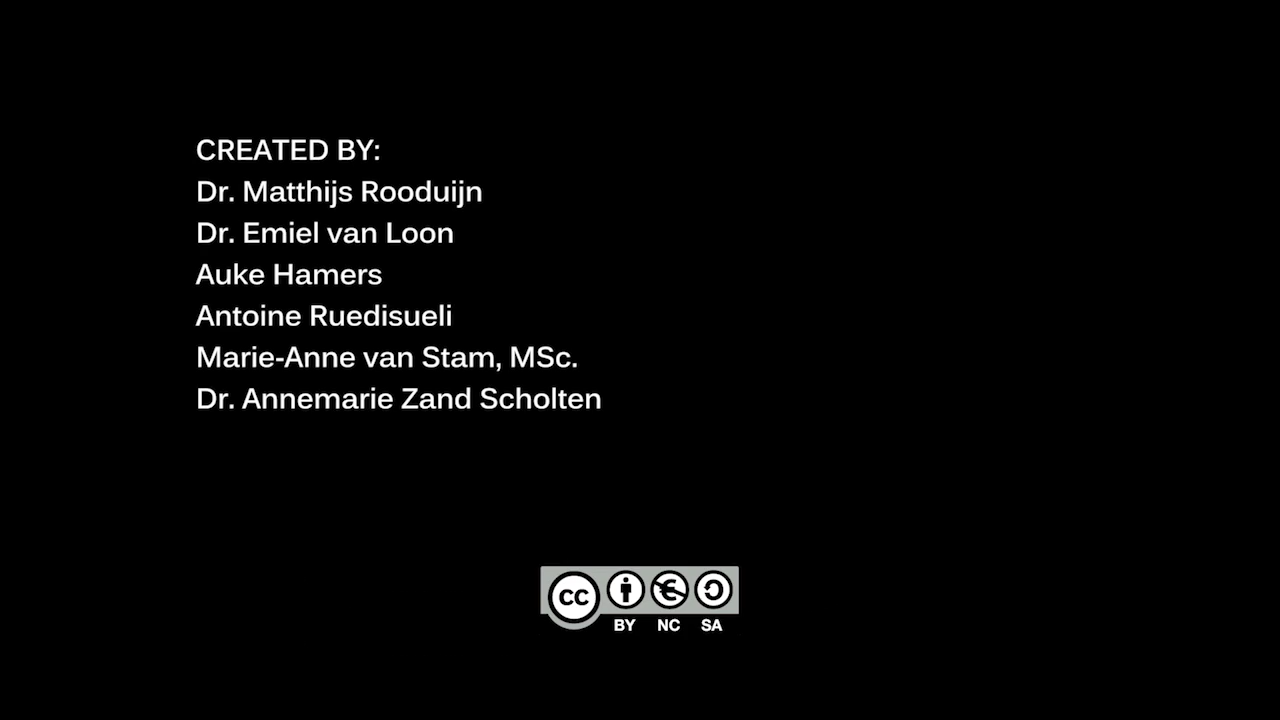 CREATED BY:
Dr. Matthijs Rooduijn
Dr. Emiel van Loon
Auke Hamers
Antoine Ruedisueli
Marie-Anne van Stam, MSc.
Dr. Annemarie Zand Scholten
CC
BY NC SA